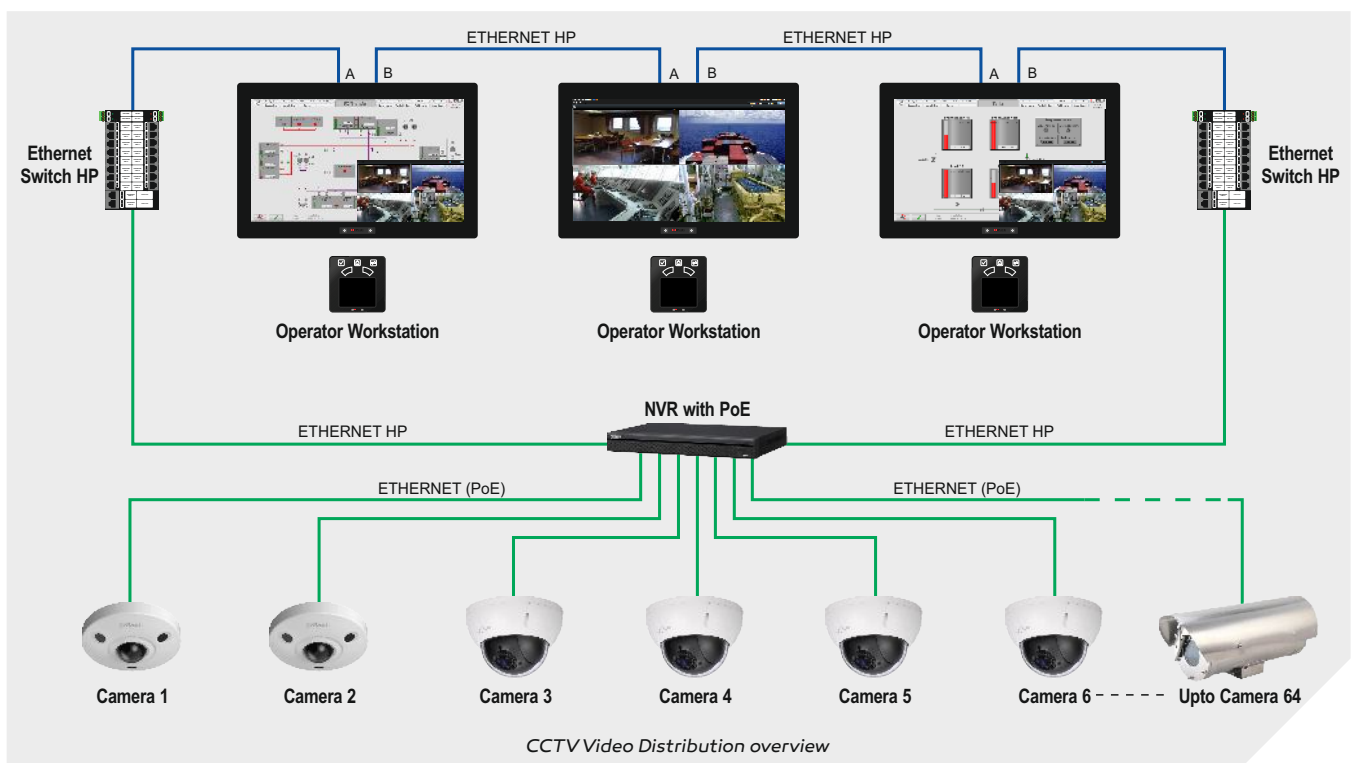 ETHERNET HP
ETHERNET HP
A
B
A
B
A
B
Ethernet
Switch HP
Ethernet
Switch HP
Operator Workstation
Operator Workstation
Operator Workstation
NVR with PoE
ETHERNET HP
ETHERNET HP
ETHERNET (PoE)
ETHERNET (PoE)
Camera 1
Camera 2
Camera 3
Camera 4
Camera 5
Camera 6
Upto Camera 64
CCTV Video Distribution overview